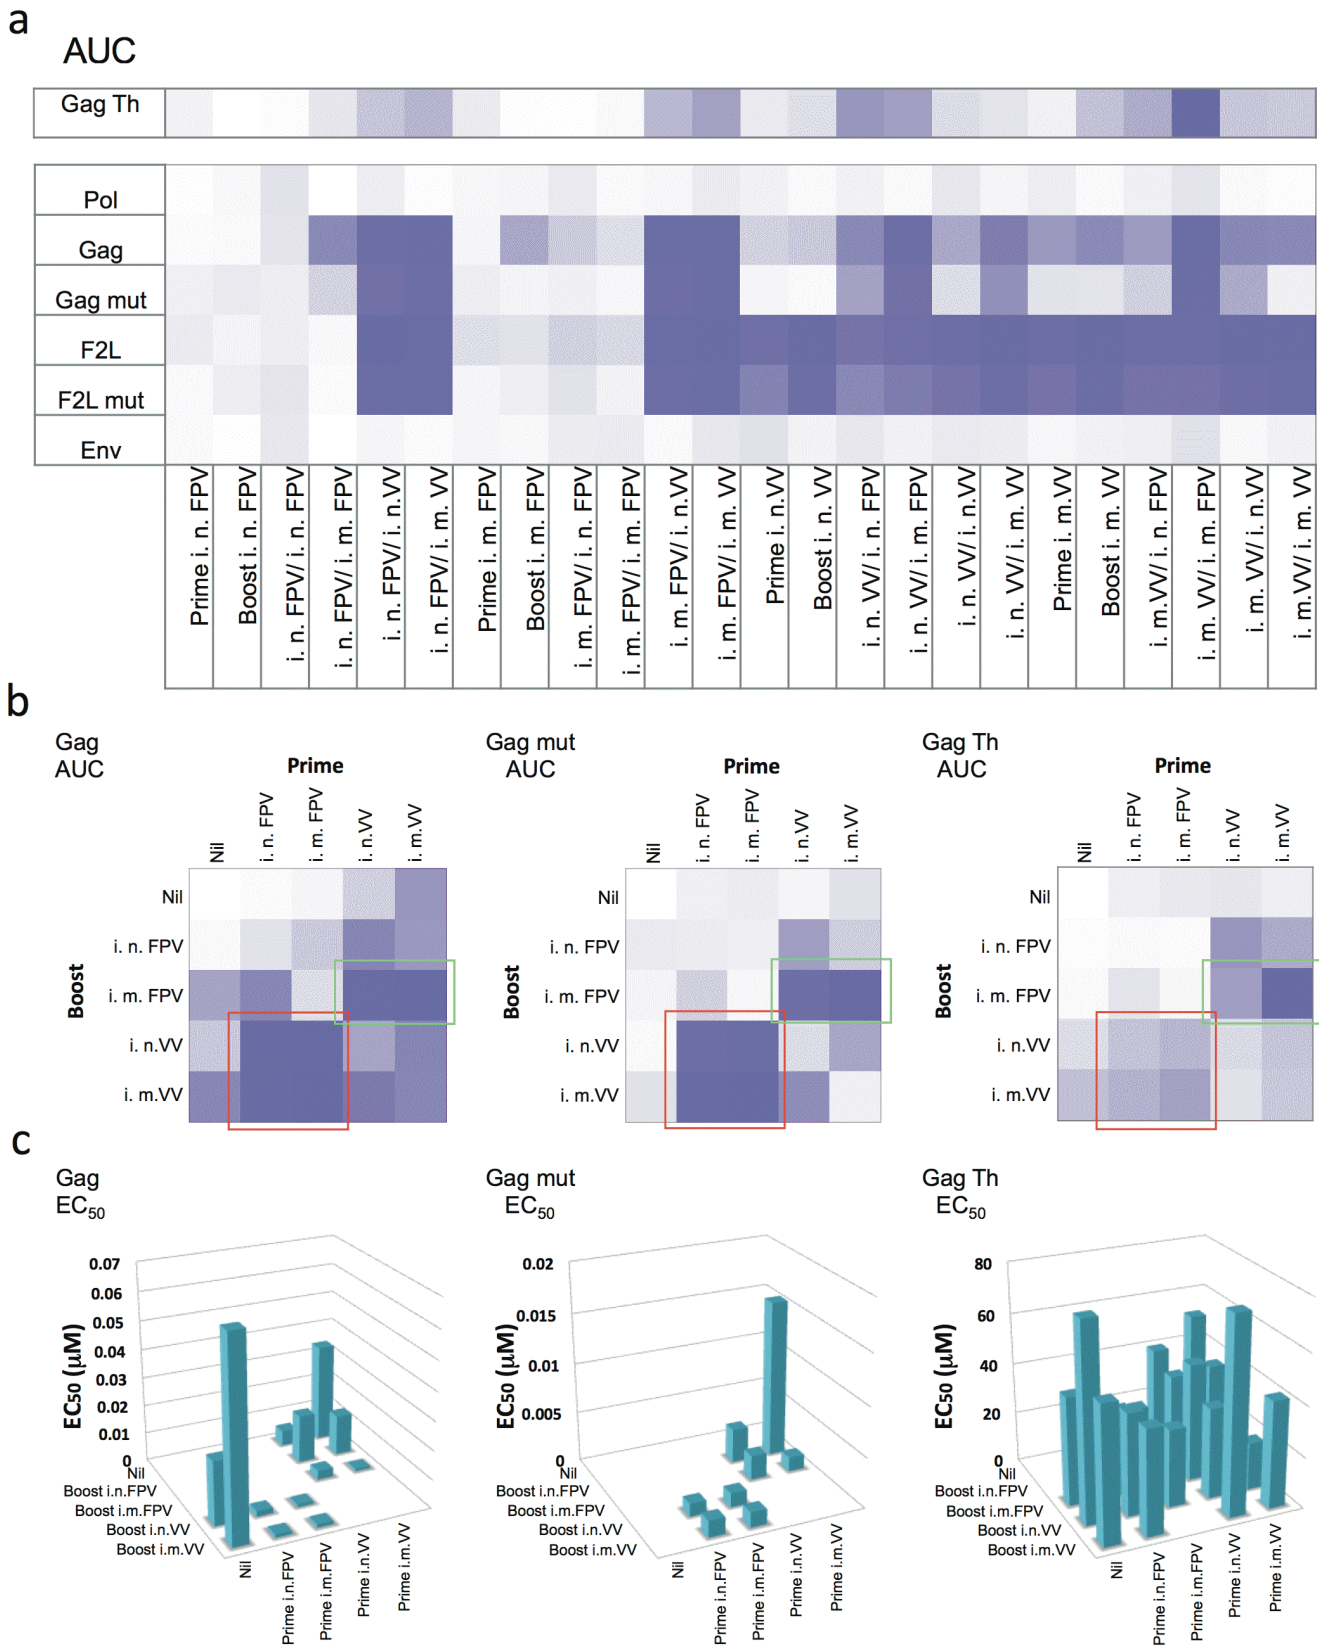 a
AUC
Gag Th
Pol
Gag
Gag mut
F2L
F2L mut
Env
Prime i. n. FPV
Boost i. n. FPV
i. n. FPV/ i. n. FPV
i. n. FPV/ i. m. FPV
i. n. FPV/ i. n. VV
i. n. FPV/ i. m. VV
Prime i. m. FPV
Boost i. m. FPV
i. m. FPV/ i. n. FPV
i. m. FPV/ i. m. FPV
i. m. FPV/ i. n.VV
i. m. FPV/ i. m. VV
Prime i. n.VV
Boost i. n. VV
i. n. VV/ i. n. FPV
i. n. VV/ i. m. FPV
i. n. VV/ i. n.VV
i. n. VV/ i. m. VV
Prime i. m.VV
Boost i. m. VV
i. m.VV/ i. n. FPV
i. m. VV/ i. m. FPV
i. m. VV/ i. n.VV
i. m.VV/ i. m. VV
b
Gag
AUC
Prime
Nil
i. n. FPV
i. m. FPV
i. n.VV
i. m.VV
Boost
Nil
i. n. FPV
i. m. FPV
i. n.VV
i. m.VV
Gag mut
AUC
Prime
Nil
i. n. FPV
i. m. FPV
i. n.VV
i. m.VV
Boost
Nil
i. n. FPV
i. m. FPV
i. n.VV
i. m.VV
Gag Th
AUC
Prime
Nil
i. n. FPV
i. m. FPV
i. n.VV
i. m.VV
Boost
Nil
i. n. FPV
i. m. FPV
i. n.VV
i. m.VV
c
Gag
EC50
EC50 (µM)
0.07
0.06
0.05
0.04
0.03
0.02
0.01
0
Nil
Boost i.n.FPV
Boost i.m.FPV
Boost i.n.VV
Boost i.m.VV
Nil
Prime i.n.FPV
Prime i.m.FPV
Prime i.n.VV
Prime i.m.VV
Gag mut
EC50
EC50 (µM)
0.02
0.015
0.01
0.005
0
Nil
Boost i.n.FPV
Boost i.m.FPV
Boost i.n.VV
Boost i.m.VV
Nil
Prime i.n.FPV
Prime i.m.FPV
Prime i.n.VV
Prime i.m.VV
Gag Th
EC50
EC50 (µM)
80
60
40
20
0
Nil
Boost i.n.FPV
Boost i.m.FPV
Boost i.n.VV
Boost i.m.VV
Nil
Prime i.n.FPV
Prime i.m.FPV
Prime i.n.VV
Prime i.m.VV